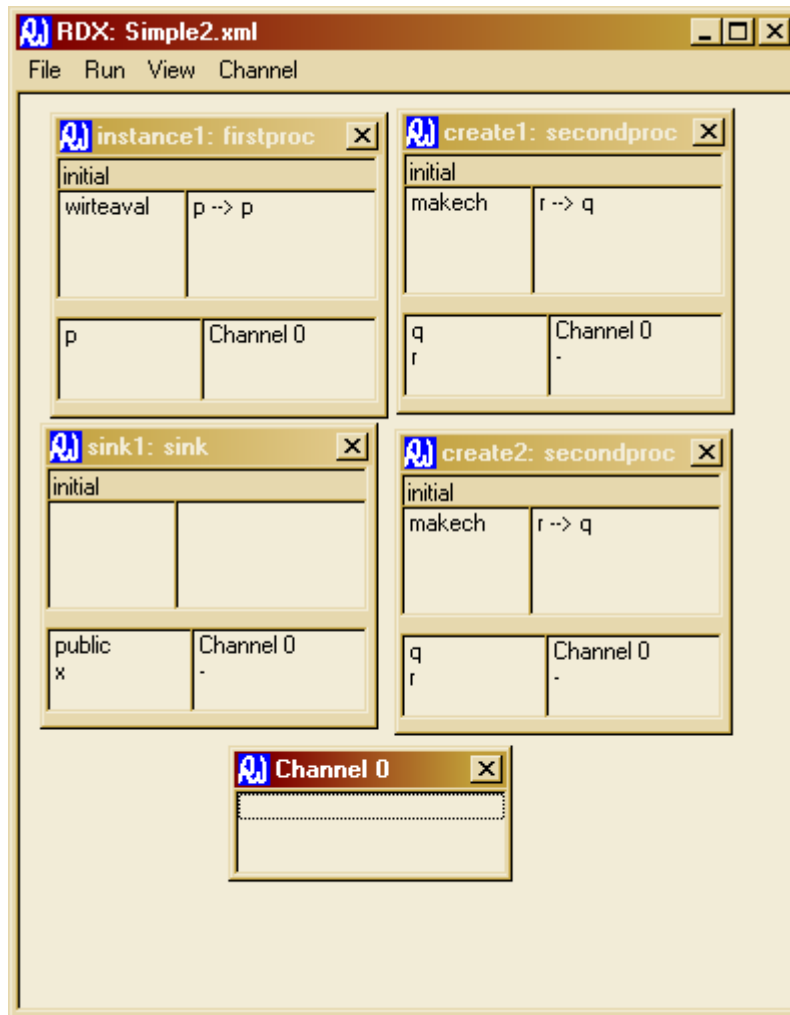 RDX: Simple2.xml
File Run View Channel
instance1: firstproc
initial
wirteaval p --> p
p Channel 0
create1: secondproc
initial
makech r --> q
q Channel 0
r -
sink1: sink
initial
public Channel 0
x -
create2: secondproc
initial
makech r --> q
q Channel 0
r -
Channel 0